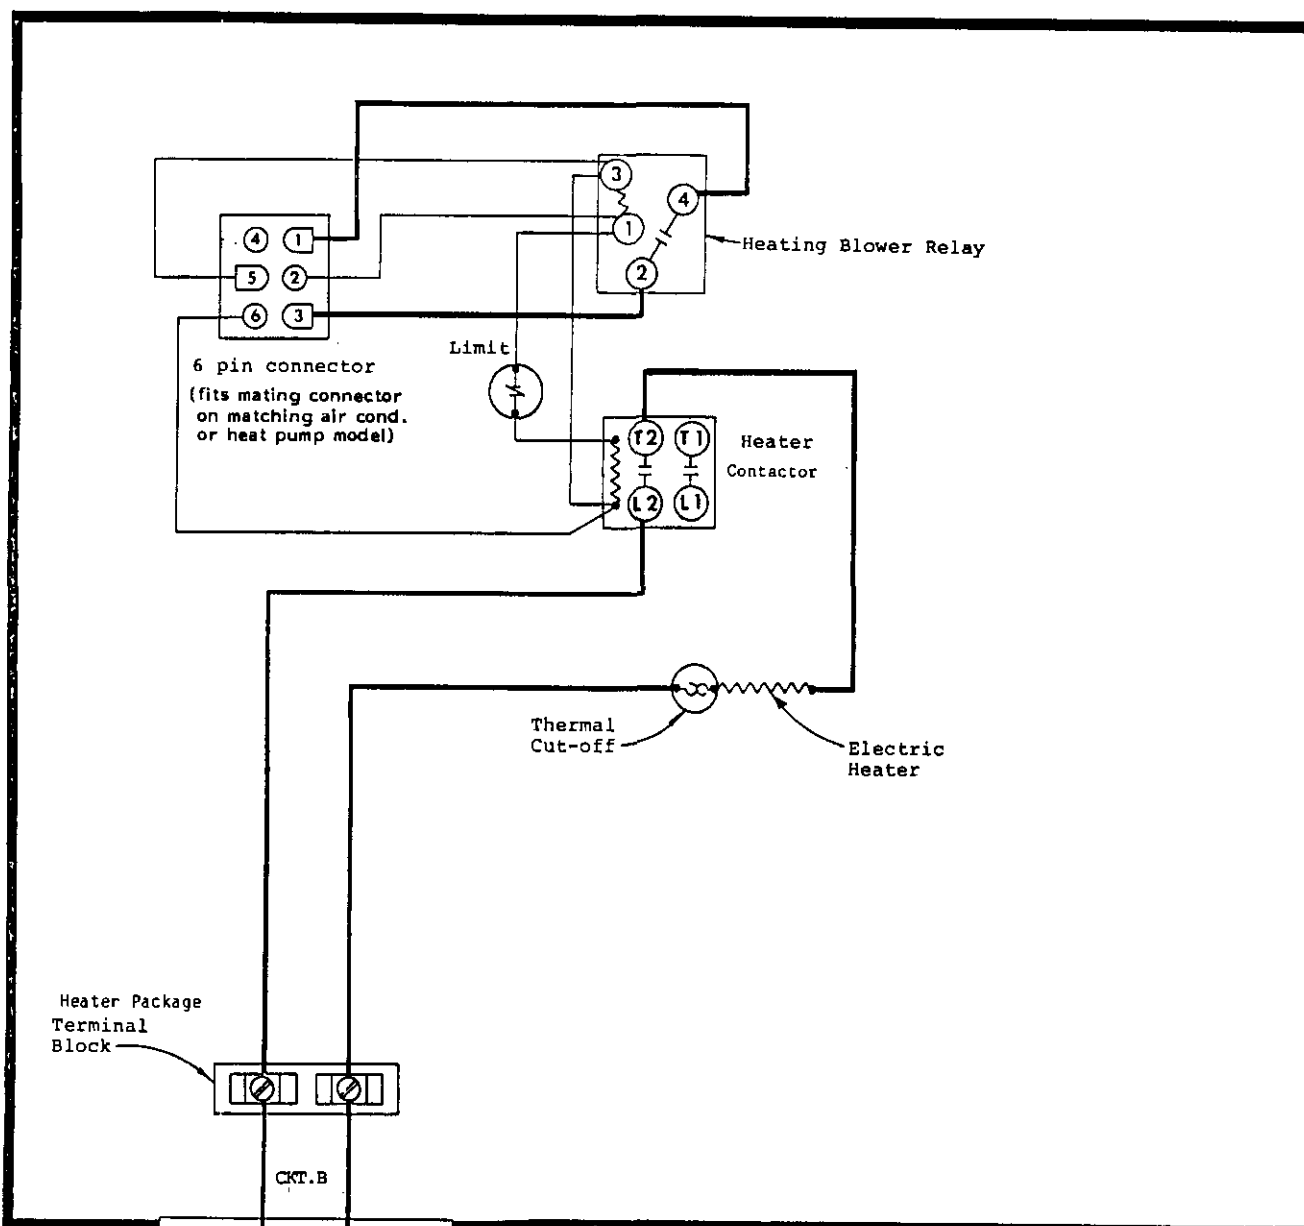 3
4
1
2
Heating Blower Relay
4 1
5 2
6 3
6 pin connector
(fits mating connector
on matching air cond.
or heat pump model)
Limit
T2 T1
L2 L1
Heater
Contactor
Thermal
Cut-off
Electric
Heater
Heater Package
Terminal
Block
CKT.B